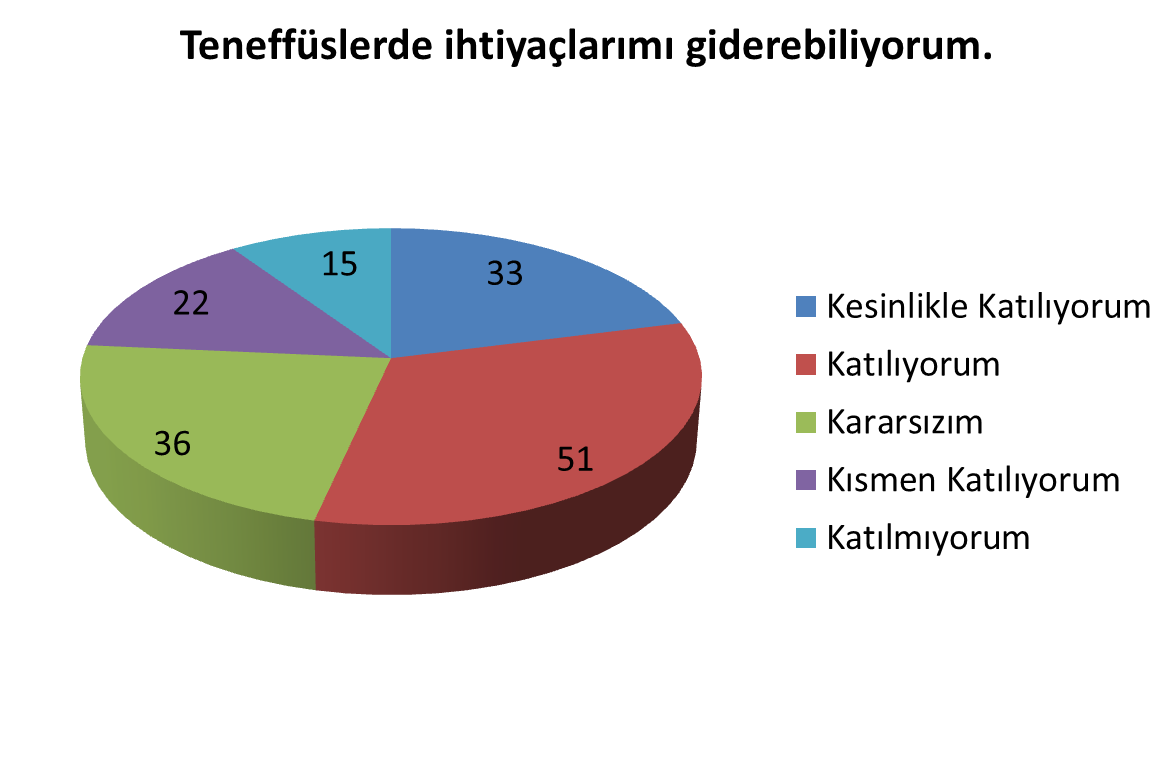 Teneffüslerde ihtiyaçlarımı giderebiliyorum.
15
33
22
36
51
Kesinlikle Katılıyorum
Katılıyorum
Kararsızım
Kısmen Katılıyorum
Katılmıyorum